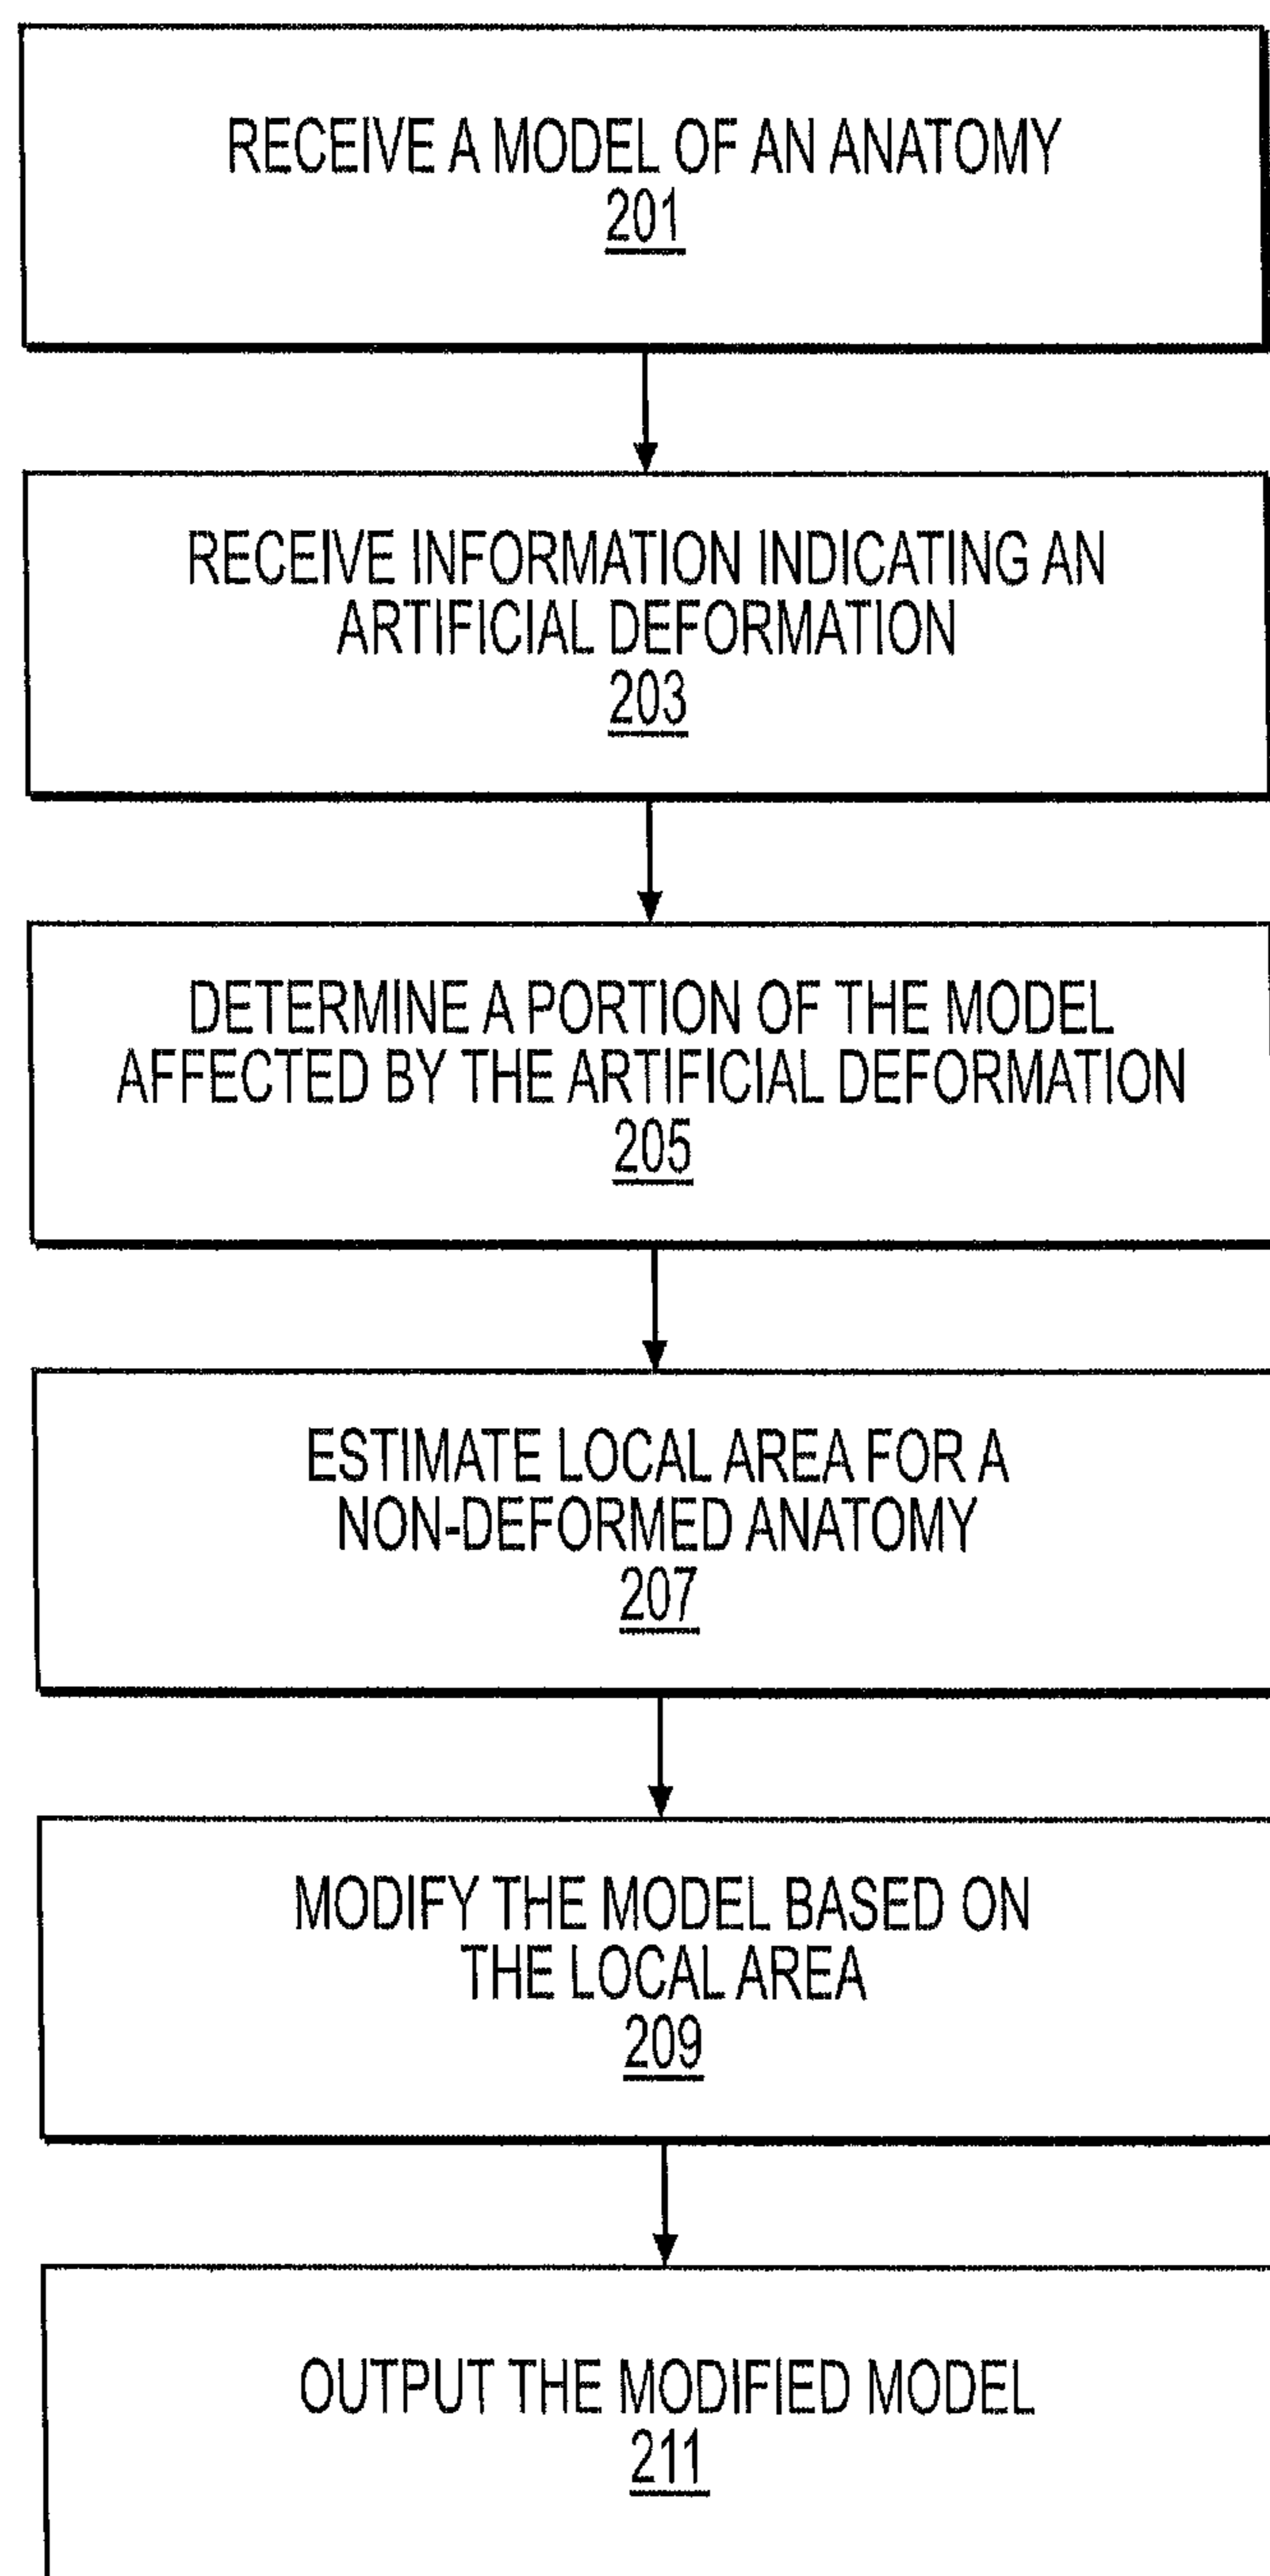 RECEIVE A MODEL OF AN ANATOMY
201
RECEIVE INFORMATION INDICATING AN
ARTIFICIAL DEFORMATION
203
DETERMINE A PORTION OF THE MODEL
AFFECTED BY THE ARTIFICIAL DEFORMATION
205
ESTIMATE LOCAL AREA FOR A
NON-DEFORMED ANATOMY
207
MODIFY THE MODEL BASED ON
THE LOCAL AREA
209
OUTPUT THE MODIFIED MODEL
211